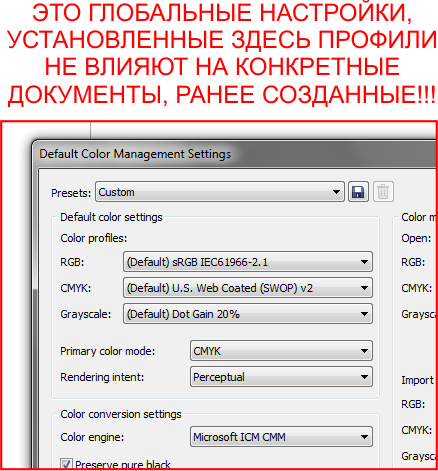 ЭТО ГЛОБАЛЬНЫЕ НАСТРОЙКИ,
УСТАНОВЛЕННЫЕ ЗДЕСЬ ПРОФИЛИ
НЕ ВЛИЯЮТ НА КОНКРЕТНЫЕ
ДОКУМЕНТЫ, РАНЕЕ СОЗДАННЫЕ!!!
Default Color Management Settings
Presets: Custom
Default color settings
Color profiles:
RGB: (Default) sRGB IEC61966-2.1
CMYK: (Default) U.S. Web Coated (SWOP) v2
Grayscale: (Default) Dot Gain 20%
Primary color mode: CMYK
Rendering intent: Perceptual
Color conversion settings
Color engine: Microsoft ICM CMM
Preserve pure black
Color m
Open:
RGB:
CMYK:
Graysca
Import
RGB:
CMYK:
Graysca